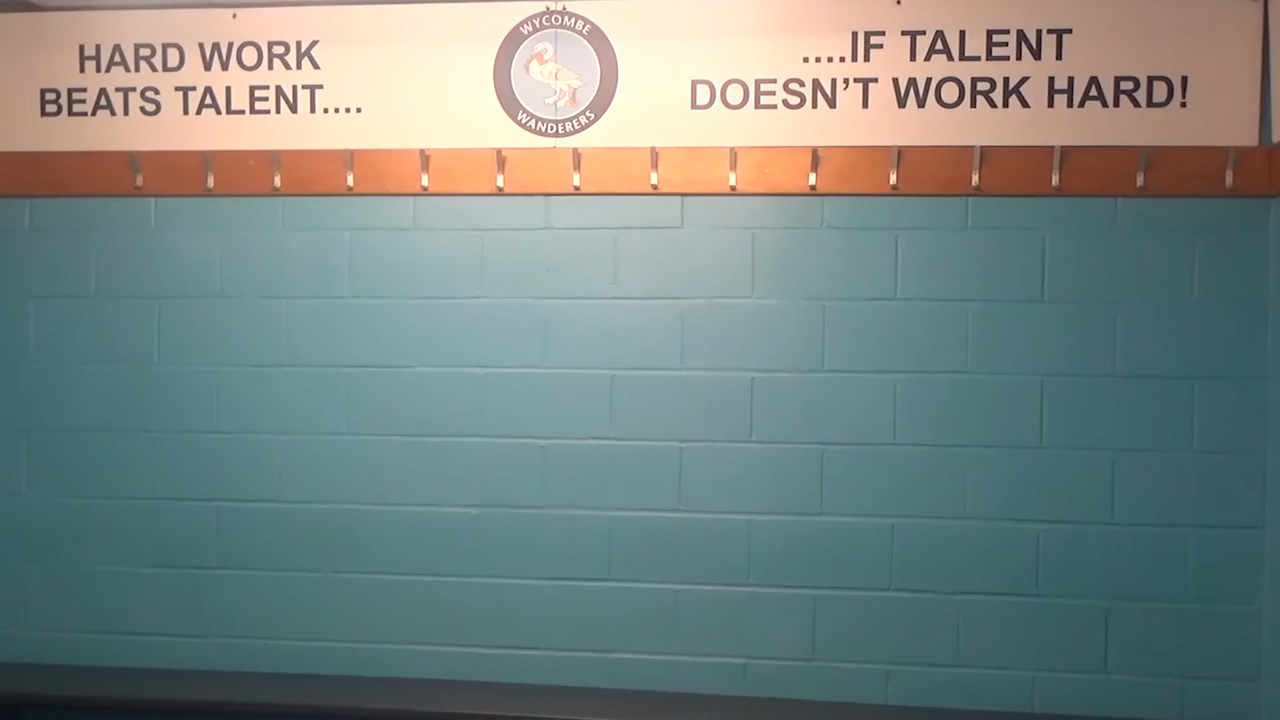 HARD WORK
BEATS TALENT....
WYCOMBE
WANDERERS
....IF TALENT
DOESN'T WORK HARD!